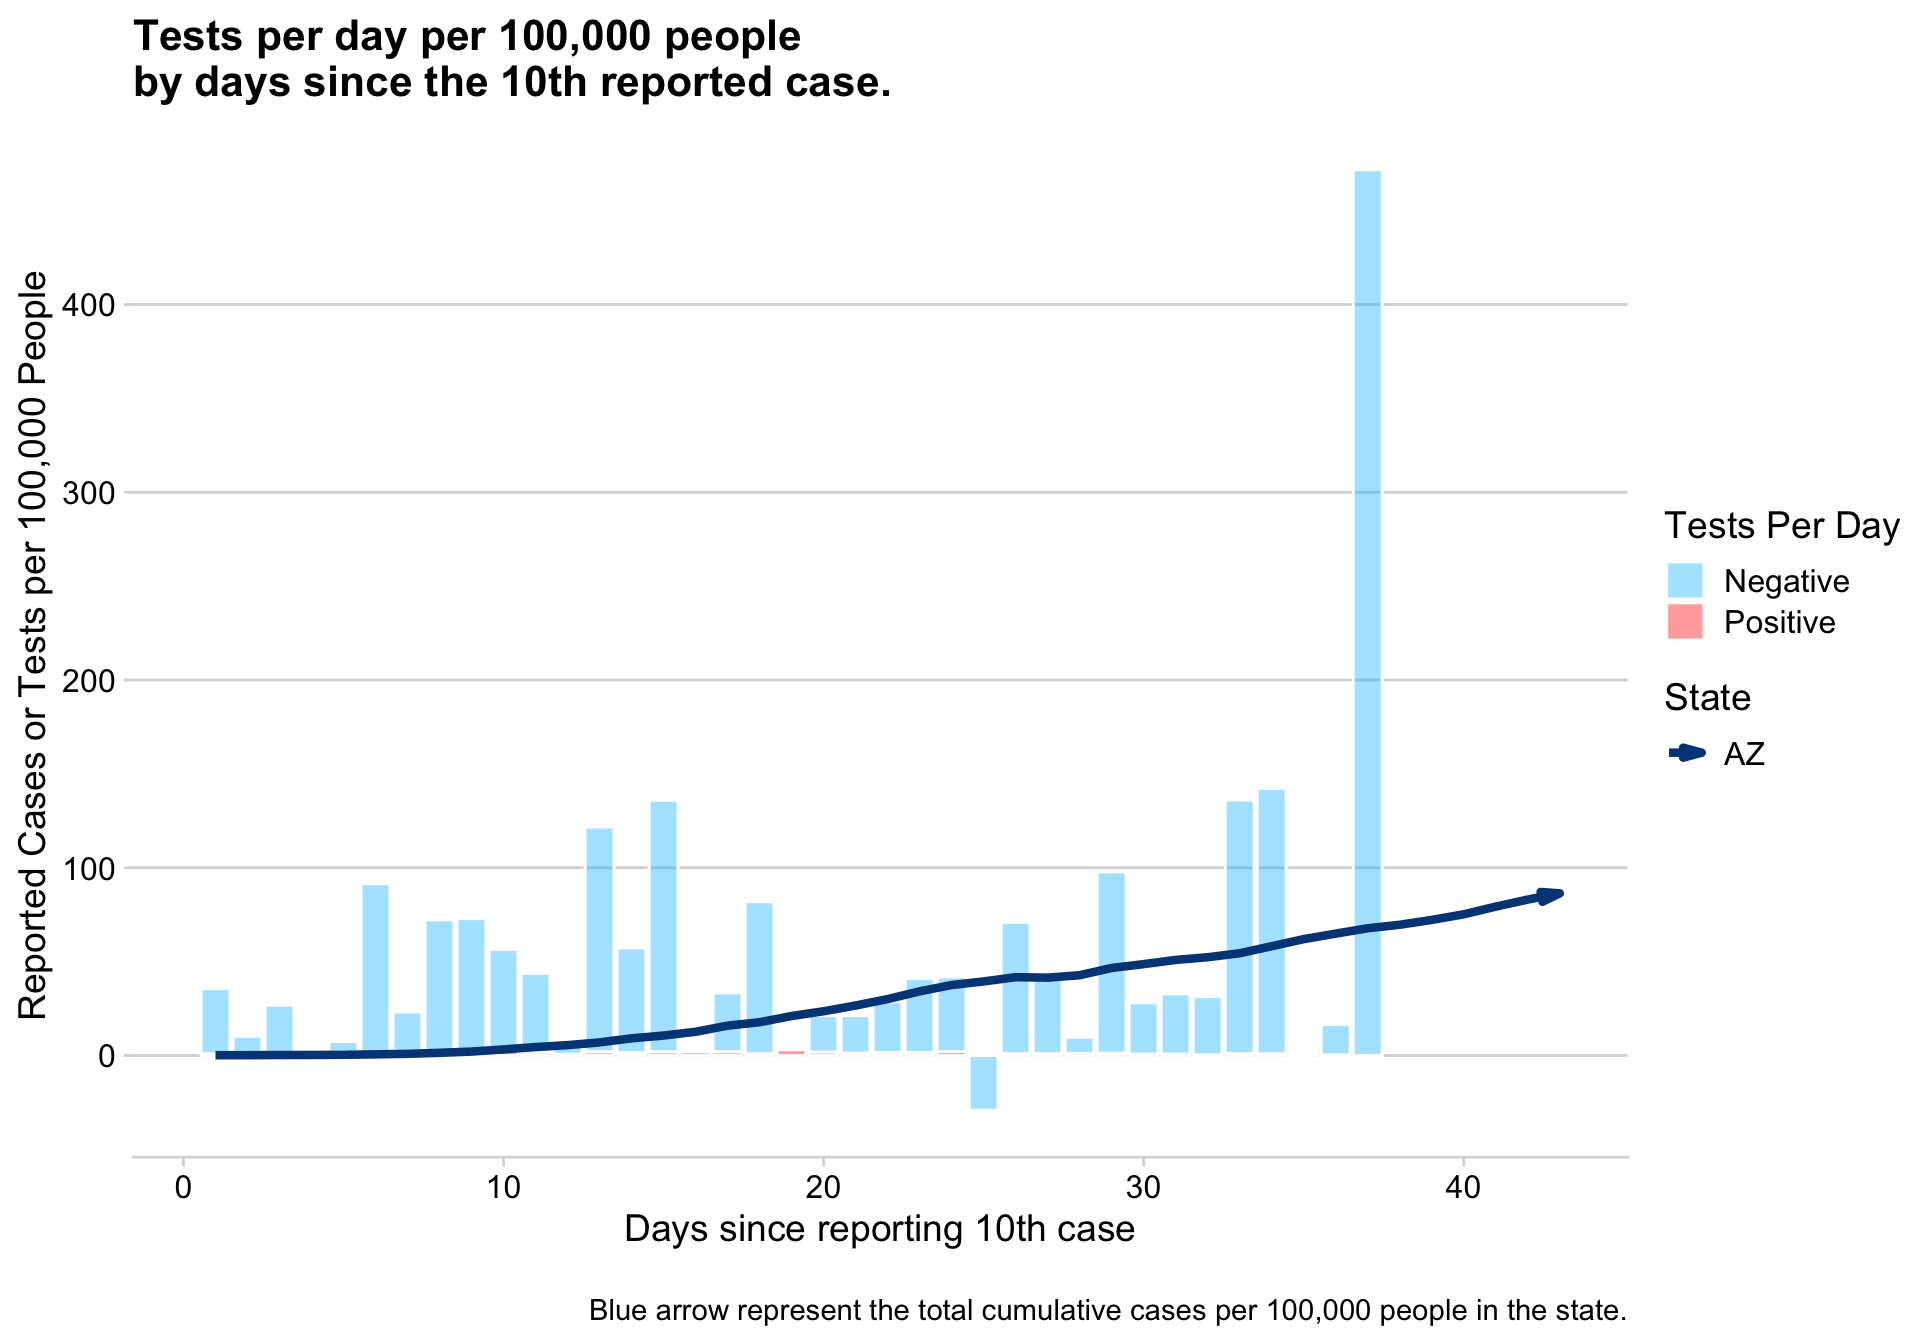 Tests per day per 100,000 people
by days since the 10th reported case.
Reported Cases or Tests per 100,000 People
400
300
200
100
0
0 10 20 30 40
Days since reporting 10th case
Tests Per Day
Negative
Positive
State
AZ
Blue arrow represent the total cumulative cases per 100,000 people in the state.